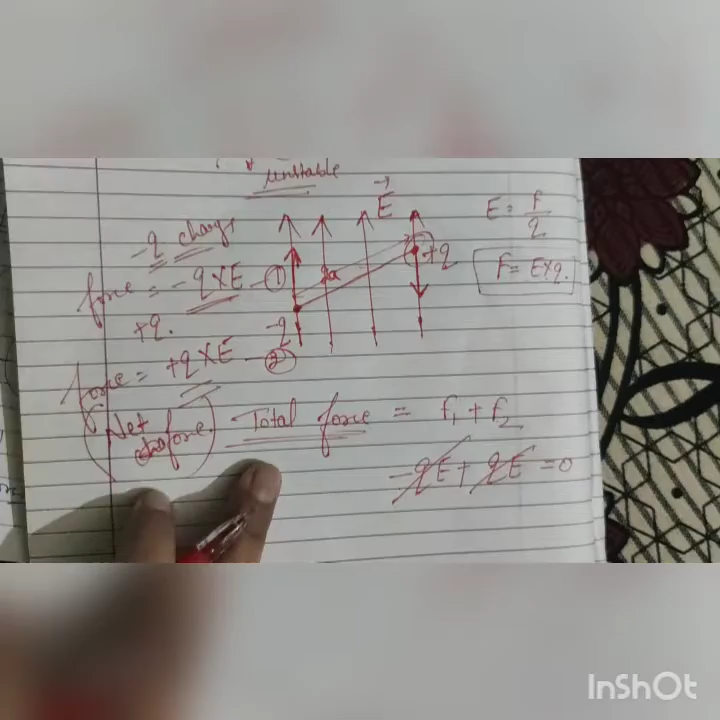 unstable
→
E
E = F/q
F = E×q.
-q charge
force = -q×E - ①
2a
+q
+q.
-q
force = +q×E - ②
Net force. Total force = f₁ + f₂
-qE + qE = 0
InShOt